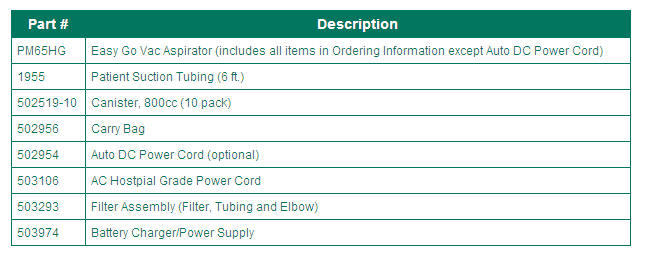 Part # Description
PM65HG Easy Go Vac Aspirator (includes all items in Ordering Information except Auto DC Power Cord)
1955 Patient Suction Tubing (6 ft.)
502519-10 Canister, 800cc (10 pack)
502956 Carry Bag
502954 Auto DC Power Cord (optional)
503106 AC Hostpial Grade Power Cord
503293 Filter Assembly (Filter, Tubing and Elbow)
503974 Battery Charger/Power Supply